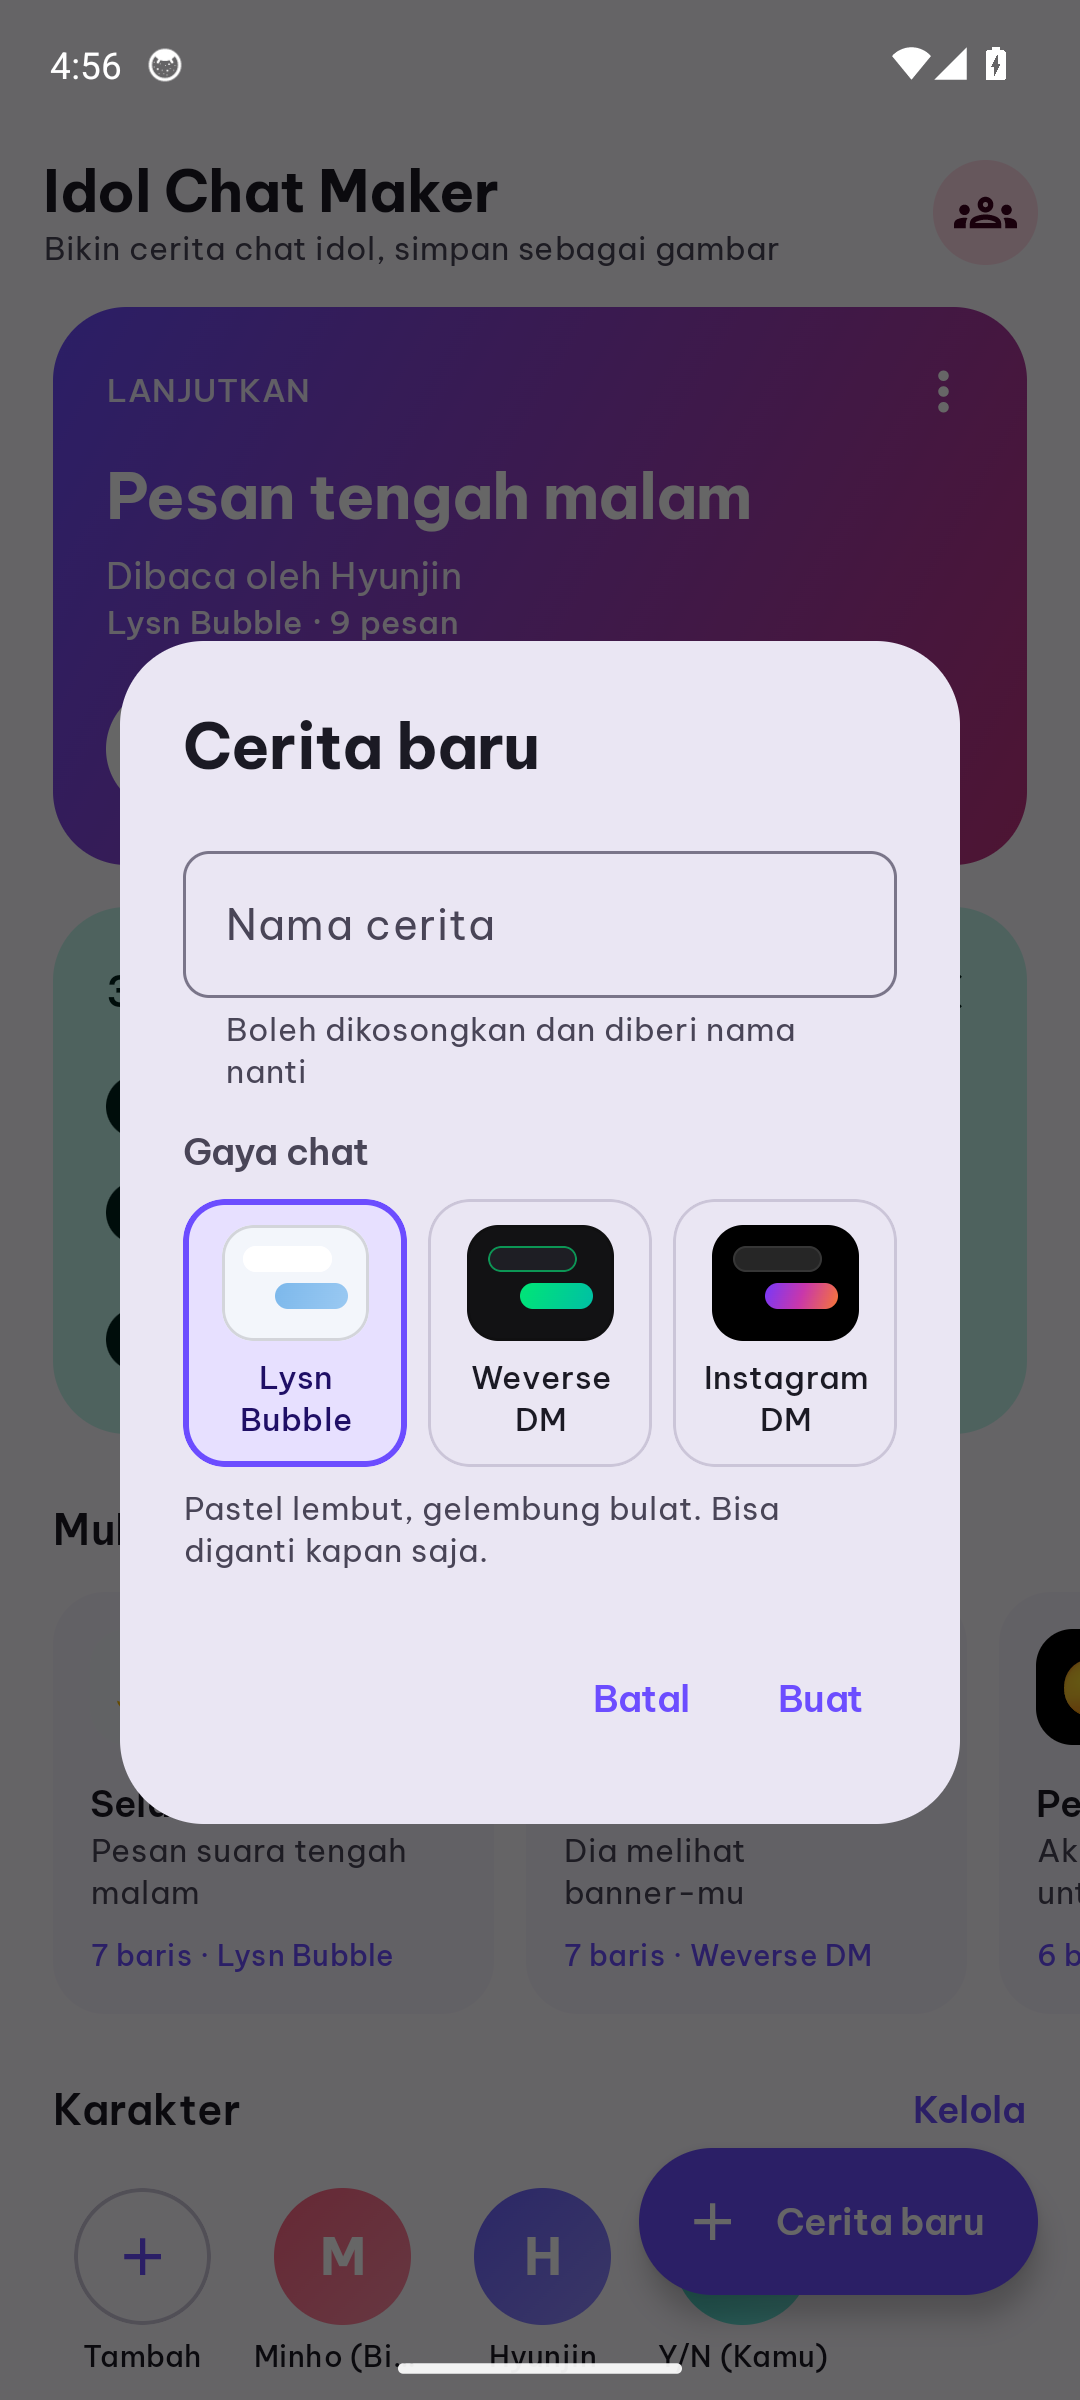 4:56
Idol Chat Maker
Bikin cerita chat idol, simpan sebagai gambar
LANJUTKAN
Pesan tengah malam
Dibaca oleh Hyunjin
Lysn Bubble · 9 pesan
Cerita baru
Nama cerita
Boleh dikosongkan dan diberi nama
nanti
Gaya chat
Lysn
Bubble
Weverse
DM
Instagram
DM
Pastel lembut, gelembung bulat. Bisa
diganti kapan saja.
Batal
Buat
Pesan suara tengah
malam
7 baris · Lysn Bubble
Dia melihat
banner-mu
7 baris · Weverse DM
Karakter
Kelola
Cerita baru
M
H
Tambah
Minho (Bi...
Hyunjin
Y/N (Kamu)